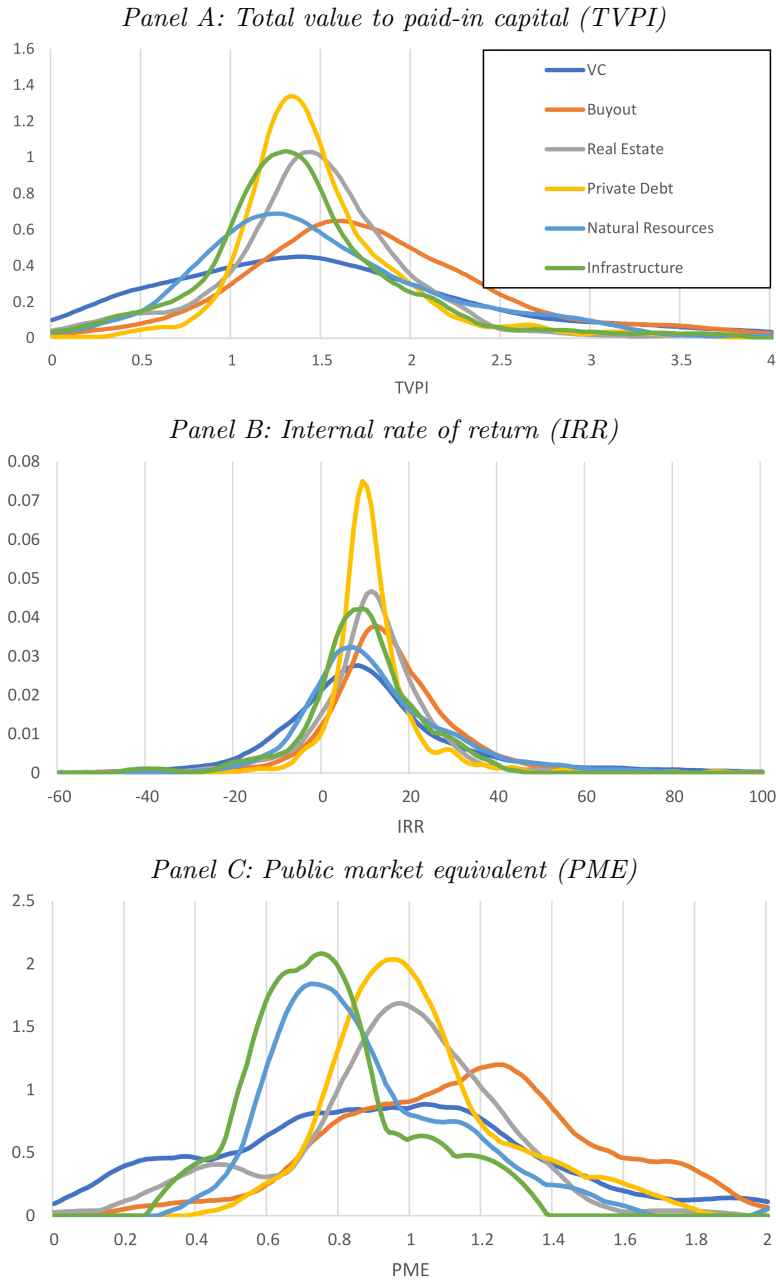 Panel A: Total value to paid-in capital (TVPI)
1.6
1.4
1.2
1
0.8
0.6
0.4
0.2
0
VC
Buyout
Real Estate
Private Debt
Natural Resources
Infrastructure
0 0.5 1 1.5 2 2.5 3 3.5 4
TVPI
Panel B: Internal rate of return (IRR)
0.08
0.07
0.06
0.05
0.04
0.03
0.02
0.01
0
-60 -40 -20 0 20 40 60 80 100
IRR
Panel C: Public market equivalent (PME)
2.5
2
1.5
1
0.5
0
0 0.2 0.4 0.6 0.8 1 1.2 1.4 1.6 1.8 2
PME